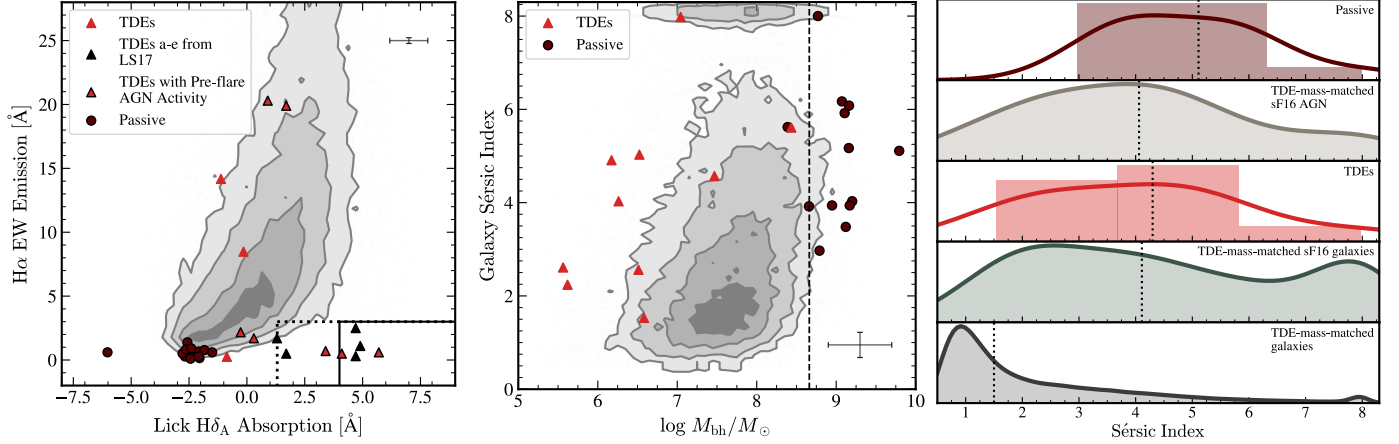 TDEs
TDEs a-e from
LS17
TDEs with Pre-flare
AGN Activity
Passive
Hα EW Emission [Å]
25
20
15
10
5
0
−7.5 −5.0 −2.5 0.0 2.5 5.0 7.5
Lick HδA Absorption [Å]
TDEs
Passive
Galaxy Sérsic Index
8
6
4
2
0
5 6 7 8 9 10
log Mbh/M⊙
Passive
TDE-mass-matched
sF16 AGN
TDEs
TDE-mass-matched sF16 galaxies
TDE-mass-matched
galaxies
1 2 3 4 5 6 7 8
Sérsic Index